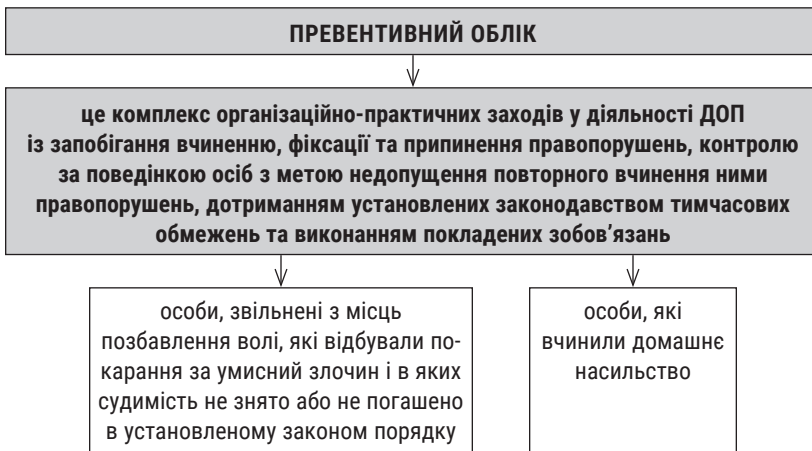 ПРЕВЕНТИВНИЙ ОБЛІК
це комплекс організаційно-практичних заходів у діяльності ДОП
із запобігання вчиненню, фіксації та припинення правопорушень, контролю
за поведінкою осіб з метою недопущення повторного вчинення ними
правопорушень, дотриманням установлених законодавством тимчасових
обмежень та виконанням покладених зобов’язань
особи, звільнені з місць
позбавлення волі, які відбували по-
карання за умисний злочин і в яких
судимість не знято або не погашено
в установленому законом порядку
особи, які
вчинили домашнє
насильство